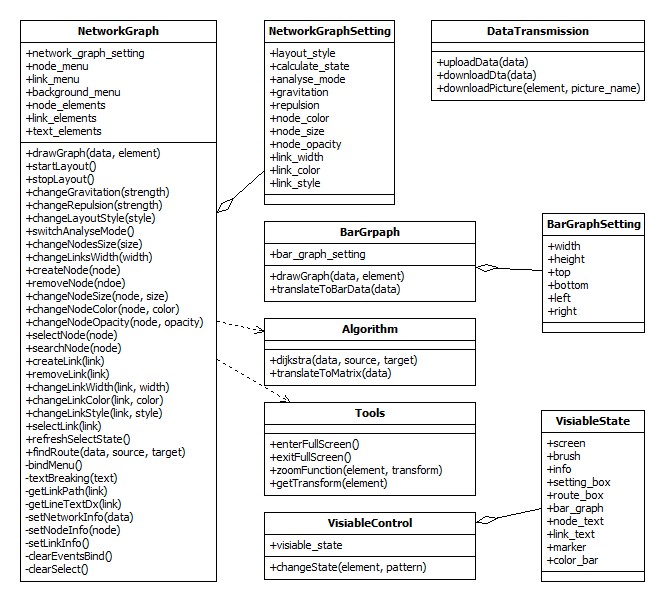 NetworkGraph
+network_graph_setting
+node_menu
+link_menu
+background_menu
+node_elements
+link_elements
+text_elements
+drawGraph(data, element)
+startLayout()
+stopLayout()
+changeGravitation(strength)
+changeRepulsion(strength)
+changeLayoutStyle(style)
+switchAnalyseMode()
+changeNodesSize(size)
+changeLinksWidth(width)
+createNode(node)
+removeNode(ndoe)
+changeNodeSize(node, size)
+changeNodeColor(node, color)
+changeNodeOpacity(node, opacity)
+selectNode(node)
+searchNode(node)
+createLink(link)
+removeLink(link)
+changeLinkWidth(link, width)
+changeLinkColor(link, color)
+changeLinkStyle(link, style)
+selectLink(link)
+refreshSelectState()
+findRoute(data, source, target)
-bindMenu()
-textBreaking(text)
-getLinkPath(link)
-getLineTextDx(link)
-setNetworkInfo(data)
-setNodeInfo(node)
-setLinkInfo()
-clearEventsBind()
-clearSelect()
NetworkGraphSetting
+layout_style
+calculate_state
+analyse_mode
+gravitation
+repulsion
+node_color
+node_size
+node_opacity
+link_width
+link_color
+link_style
DataTransmission
+uploadData(data)
+downloadDta(data)
+downloadPicture(element, picture_name)
BarGrpaph
+bar_graph_setting
+drawGraph(data, element)
+translateToBarData(data)
BarGraphSetting
+width
+height
+top
+bottom
+left
+right
Algorithm
+dijkstra(data, source, target)
+translateToMatrix(data)
Tools
+enterFullScreen()
+exitFullScreen()
+zoomFunction(element, transform)
+getTransform(element)
VisiableControl
+visiable_state
+changeState(element, pattern)
VisiableState
+screen
+brush
+info
+setting_box
+route_box
+bar_graph
+node_text
+link_text
+marker
+color_bar